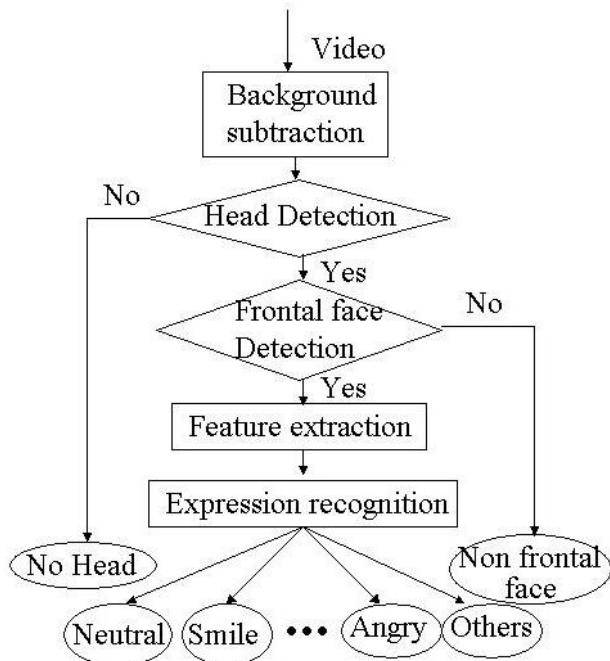 Video
Background
subtraction
No
Head Detection
Yes
Frontal face
Detection
No
Yes
Feature extraction
Expression recognition
No Head
Non frontal
face
Neutral
Smile
•••
Angry
Others